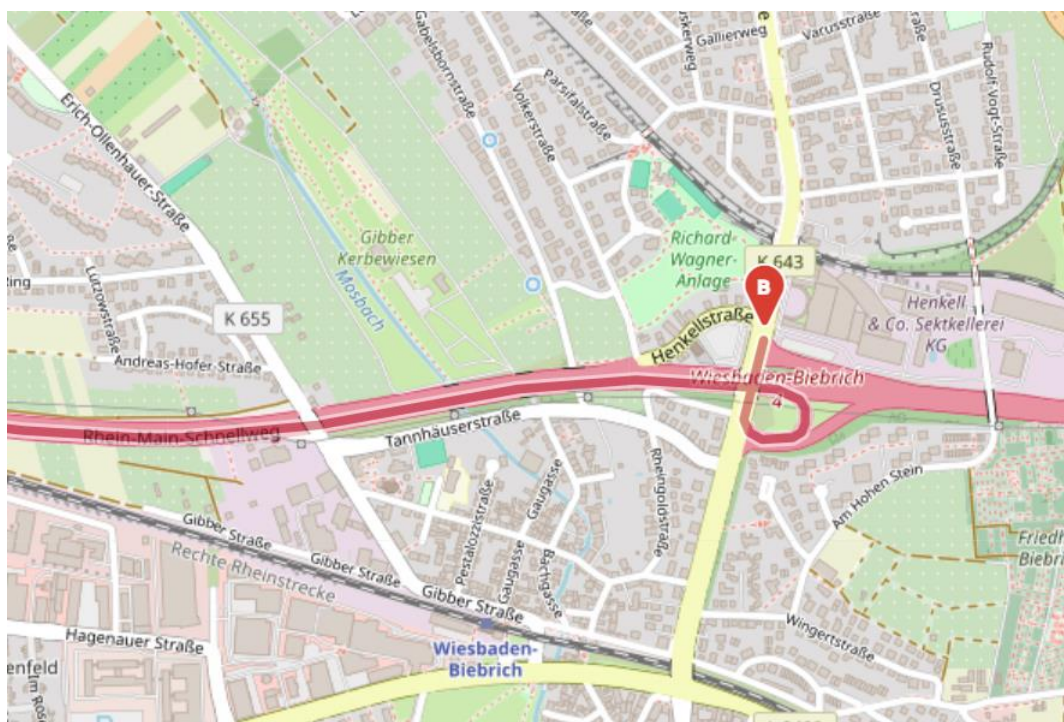 Gabelsbornstraße
Gallierweg
Varusstraße
Parsifalstraße
Volkerstraße
Drususstraße
Rudolf-Vogt-Straße
Erich-Ollenhauer-Straße
Gibber
Kerbewiesen
Mosbach
Richard-
Wagner-
Anlage
K 643
B
Henkell
& Co. Sektkellerei
KG
Lützowstraße
K 655
Henkellstraße
Andreas-Hofer-Straße
Wiesbaden-Biebrich
4
Rhein-Main-Schnellweg
Tannhäuserstraße
Rheingoldstraße
Am Hohen Stein
Gaugasse
Pestalozzistraße
Gibber Straße
Rechte Rheinstrecke
Gibber Straße
Gaugasse
Bachgasse
Gibber Straße
Hagenauer Straße
Wiesbaden-
Biebrich
Wingertstraße